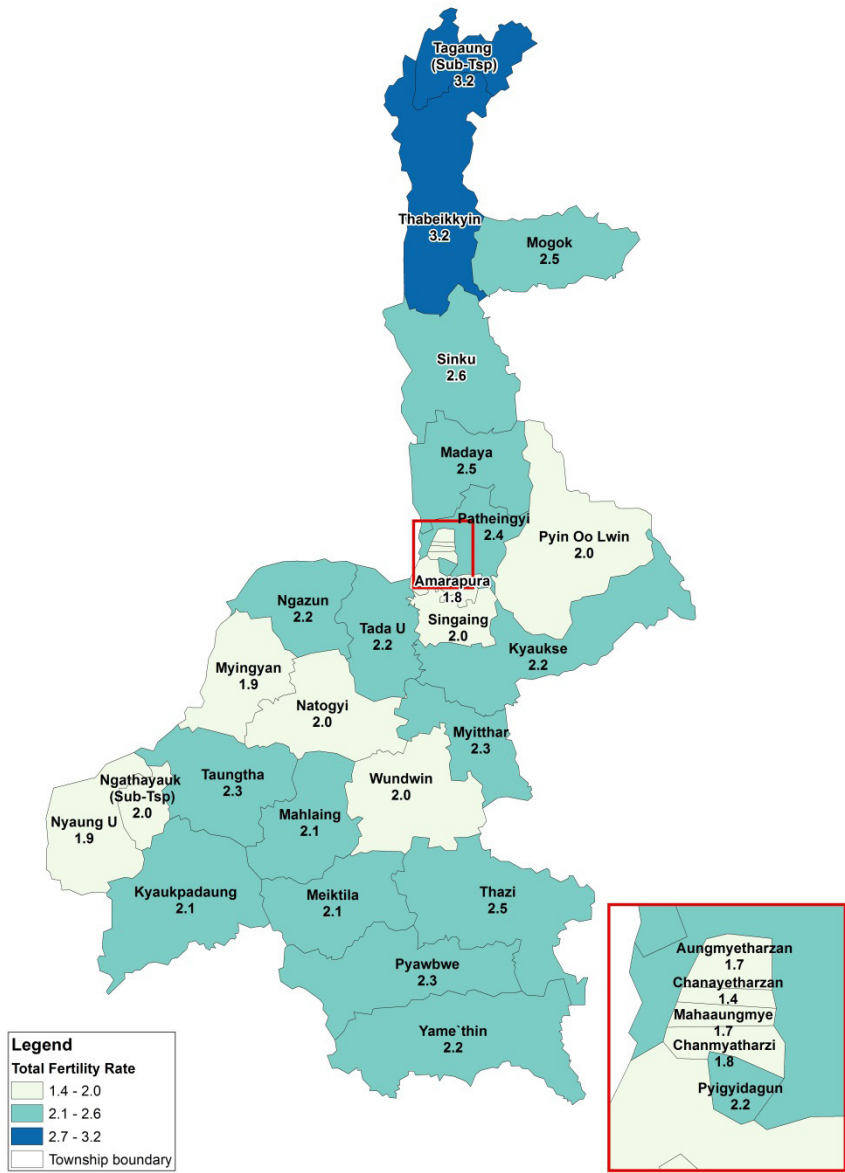 Tagaung
(Sub-Tsp)
3.2
Thabeikkyin
3.2
Mogok
2.5
Sinku
2.6
Madaya
2.5
Patheingyi
2.4
Pyin Oo Lwin
2.0
Amarapura
1.8
Ngazun
2.2
Tada U
2.2
Singaing
2.0
Kyaukse
2.2
Myingyan
1.9
Natogyi
2.0
Myitthar
2.3
Ngathayauk
(Sub-Tsp)
2.0
Taungtha
2.3
Wundwin
2.0
Nyaung U
1.9
Mahlaing
2.1
Kyaukpadaung
2.1
Meiktila
2.1
Thazi
2.5
Pyawbwe
2.3
Yame`thin
2.2
Aungmyetharzan
1.7
Chanayetharzan
1.4
Mahaaungmye
1.7
Chanmyatharzi
1.8
Pyigyidagun
2.2
Legend
Total Fertility Rate
1.4 - 2.0
2.1 - 2.6
2.7 - 3.2
Township boundary